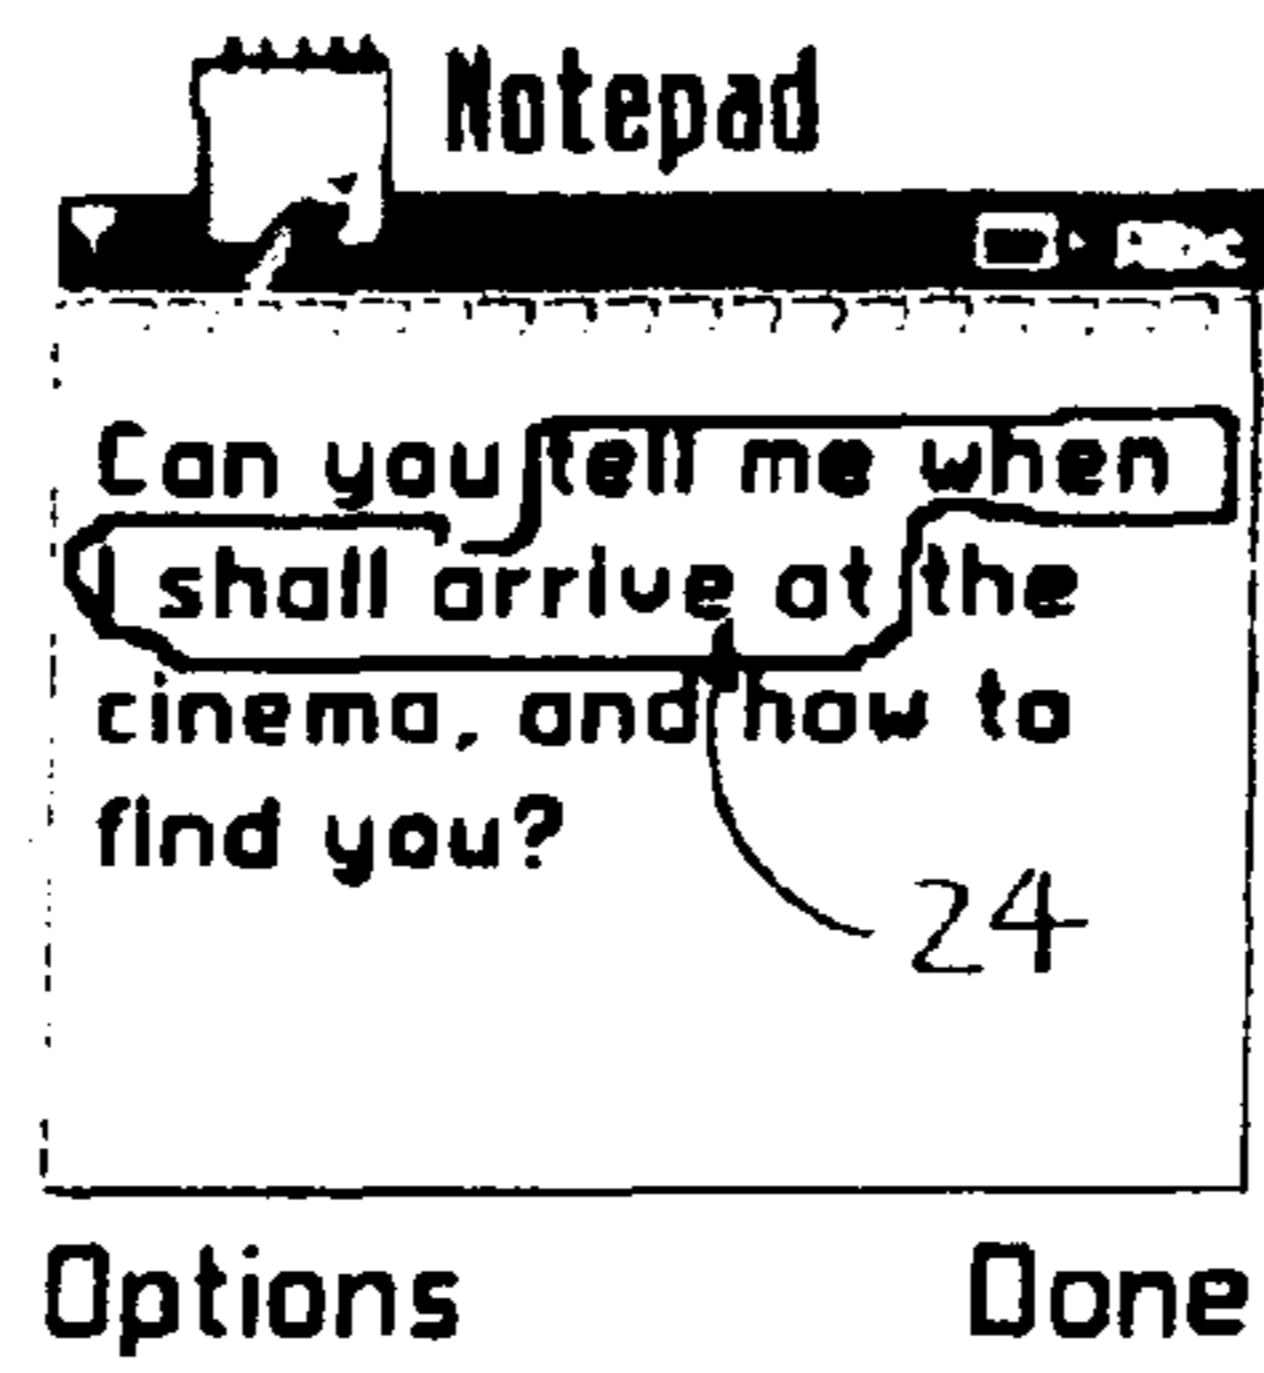 Notepad
Abc
Can you tell me when
I shall arrive at the
cinema, and how to
find you?
24
Options
Done